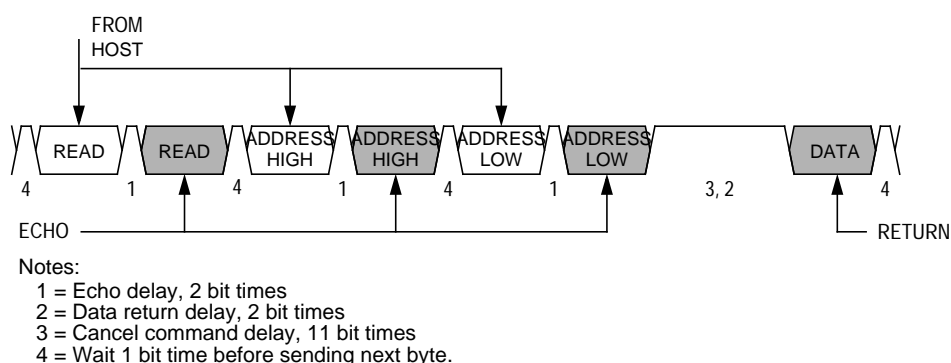 FROM
HOST
READ READ ADDRESS HIGH ADDRESS HIGH ADDRESS LOW ADDRESS LOW DATA
4 1 4 1 4 1 3, 2 4
ECHO RETURN
Notes:
1 = Echo delay, 2 bit times
2 = Data return delay, 2 bit times
3 = Cancel command delay, 11 bit times
4 = Wait 1 bit time before sending next byte.